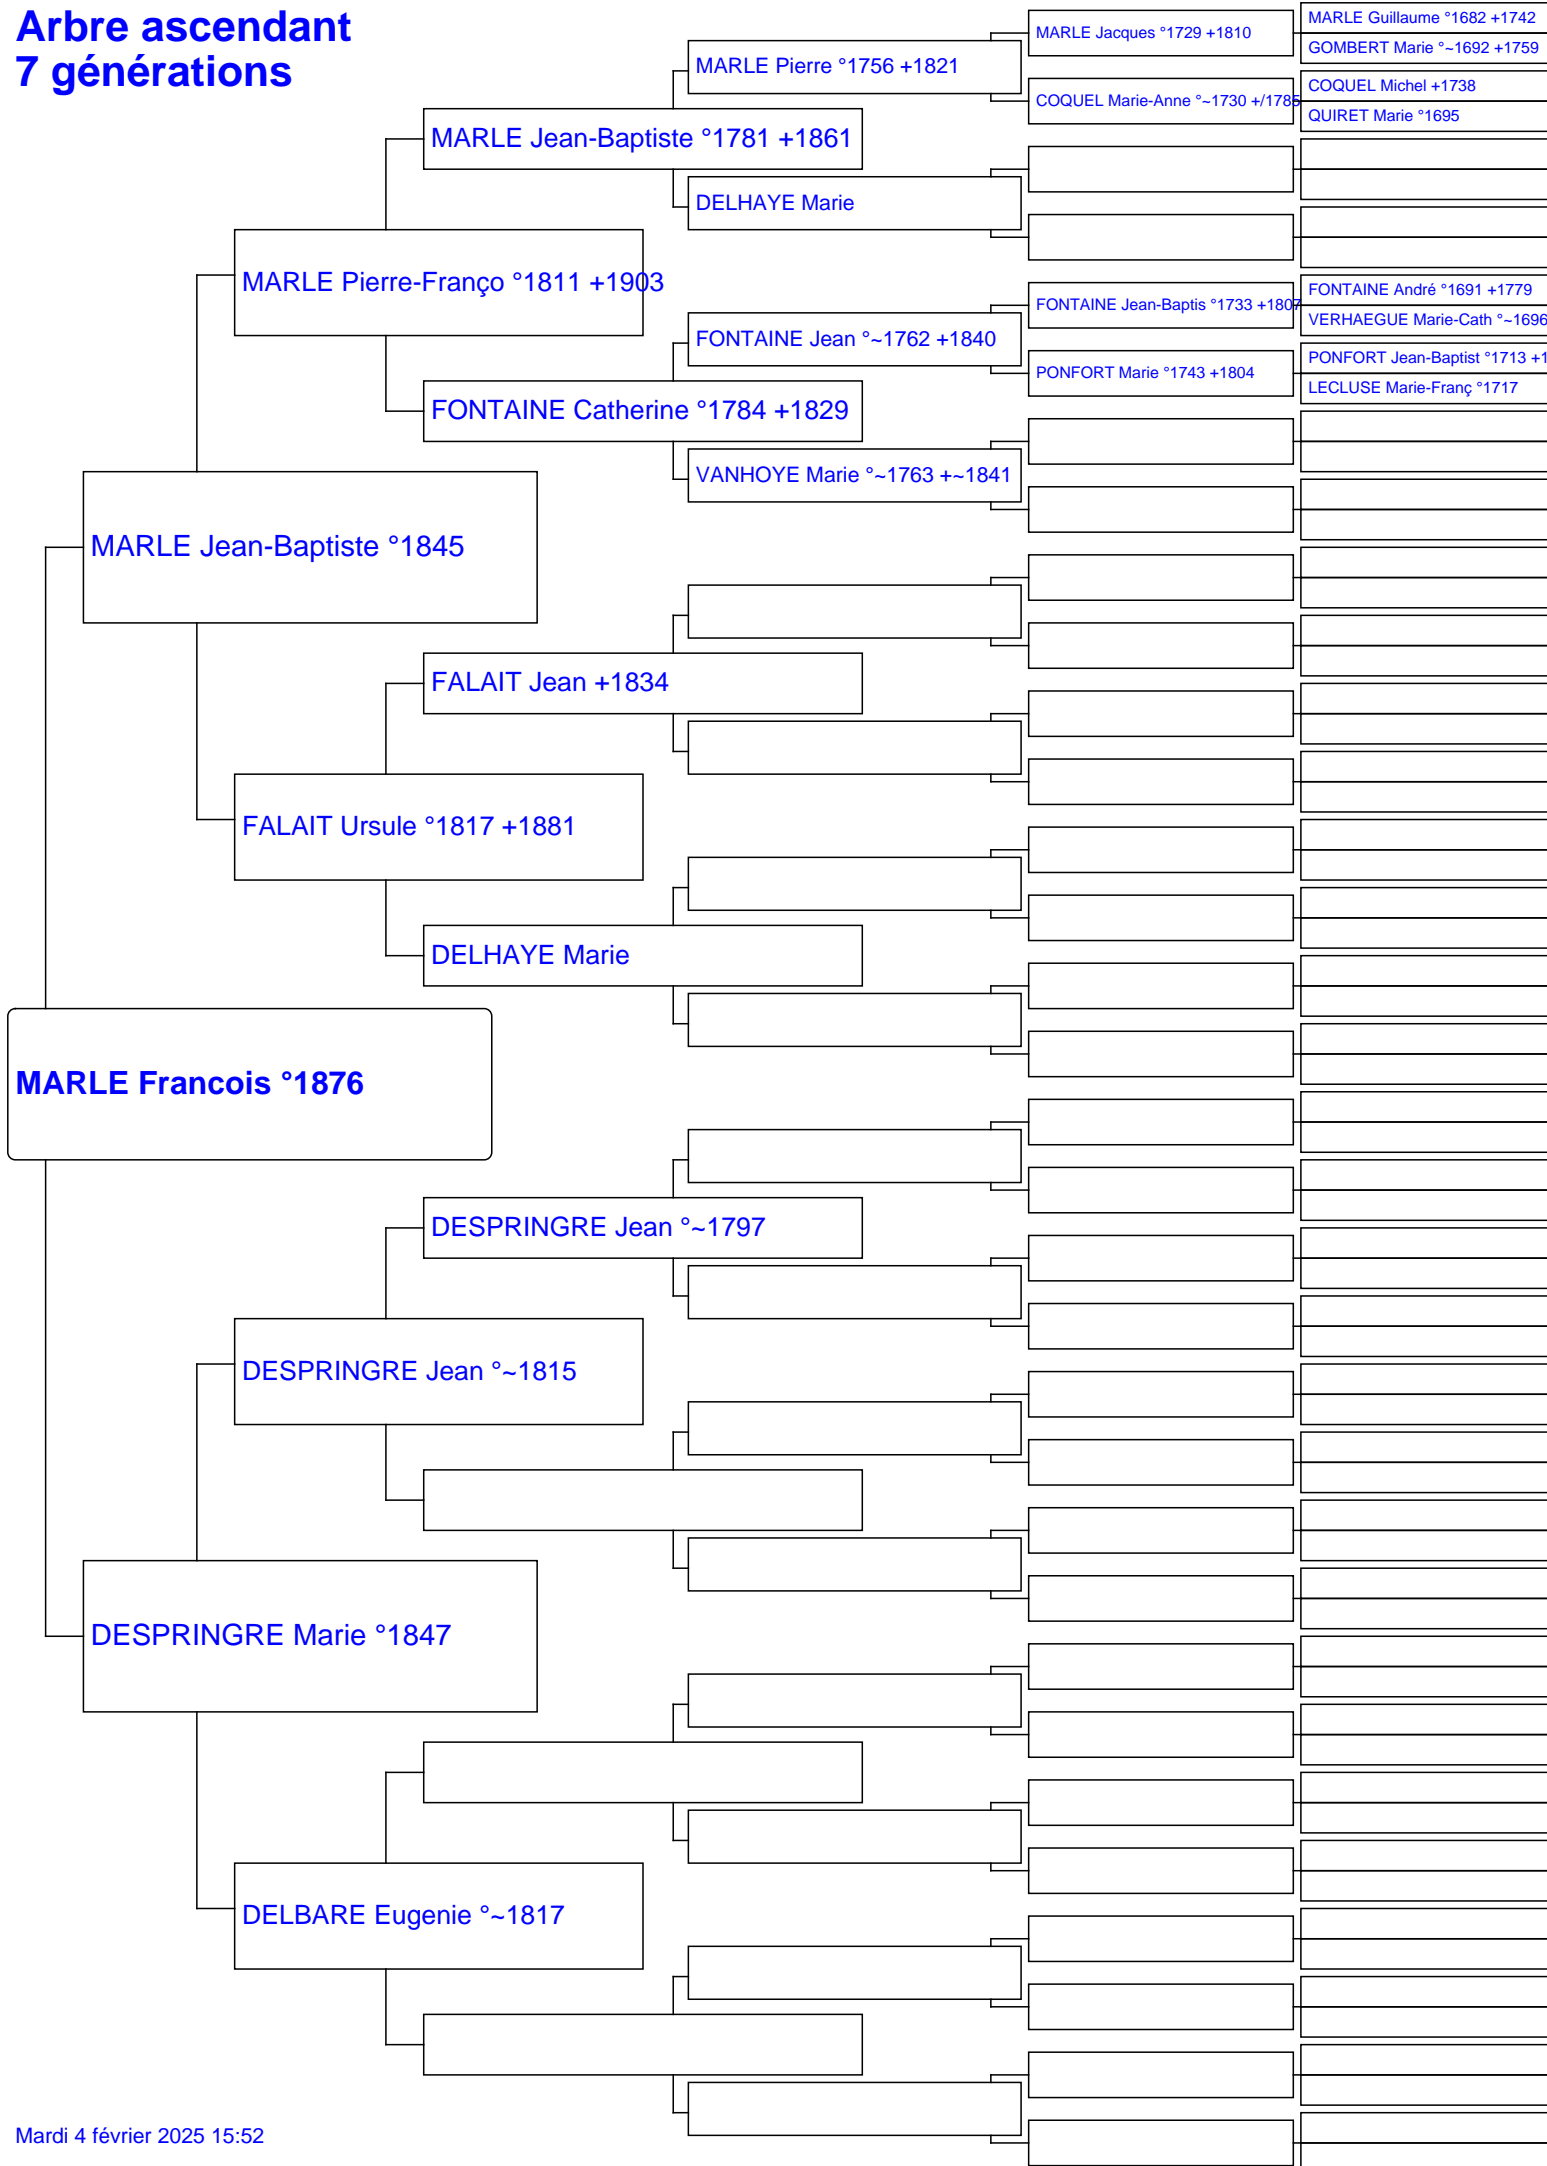 Arbre ascendant
7 générations
MARLE Francois °1876
MARLE Jean-Baptiste °1845
DESPRINGRE Marie °1847
MARLE Pierre-Franço °1811 +1903
FALAIT Ursule °1817 +1881
DESPRINGRE Jean °~1815
DELBARE Eugenie °~1817
MARLE Jean-Baptiste °1781 +1861
FONTAINE Catherine °1784 +1829
FALAIT Jean +1834
DELHAYE Marie
DESPRINGRE Jean °~1797
MARLE Pierre °1756 +1821
DELHAYE Marie
FONTAINE Jean °~1762 +1840
VANHOYE Marie °~1763 +~1841
MARLE Jacques °1729 +1810
COQUEL Marie-Anne °~1730 +/1785
FONTAINE Jean-Baptis °1733 +1807
PONFORT Marie °1743 +1804
MARLE Guillaume °1682 +1742
GOMBERT Marie °~1692 +1759
COQUEL Michel +1738
QUIRET Marie °1695
FONTAINE André °1691 +1779
VERHAEGUE Marie-Cath °~1696
PONFORT Jean-Baptist °1713 +1
LECLUSE Marie-Franç °1717
Mardi 4 février 2025 15:52